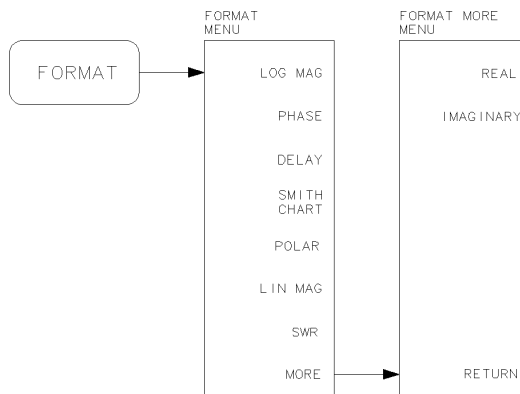 FORMAT
FORMAT
MENU
LOG MAG
PHASE
DELAY
SMITH
CHART
POLAR
LIN MAG
SWR
MORE
FORMAT MORE
MENU
REAL
IMAGINARY
RETURN